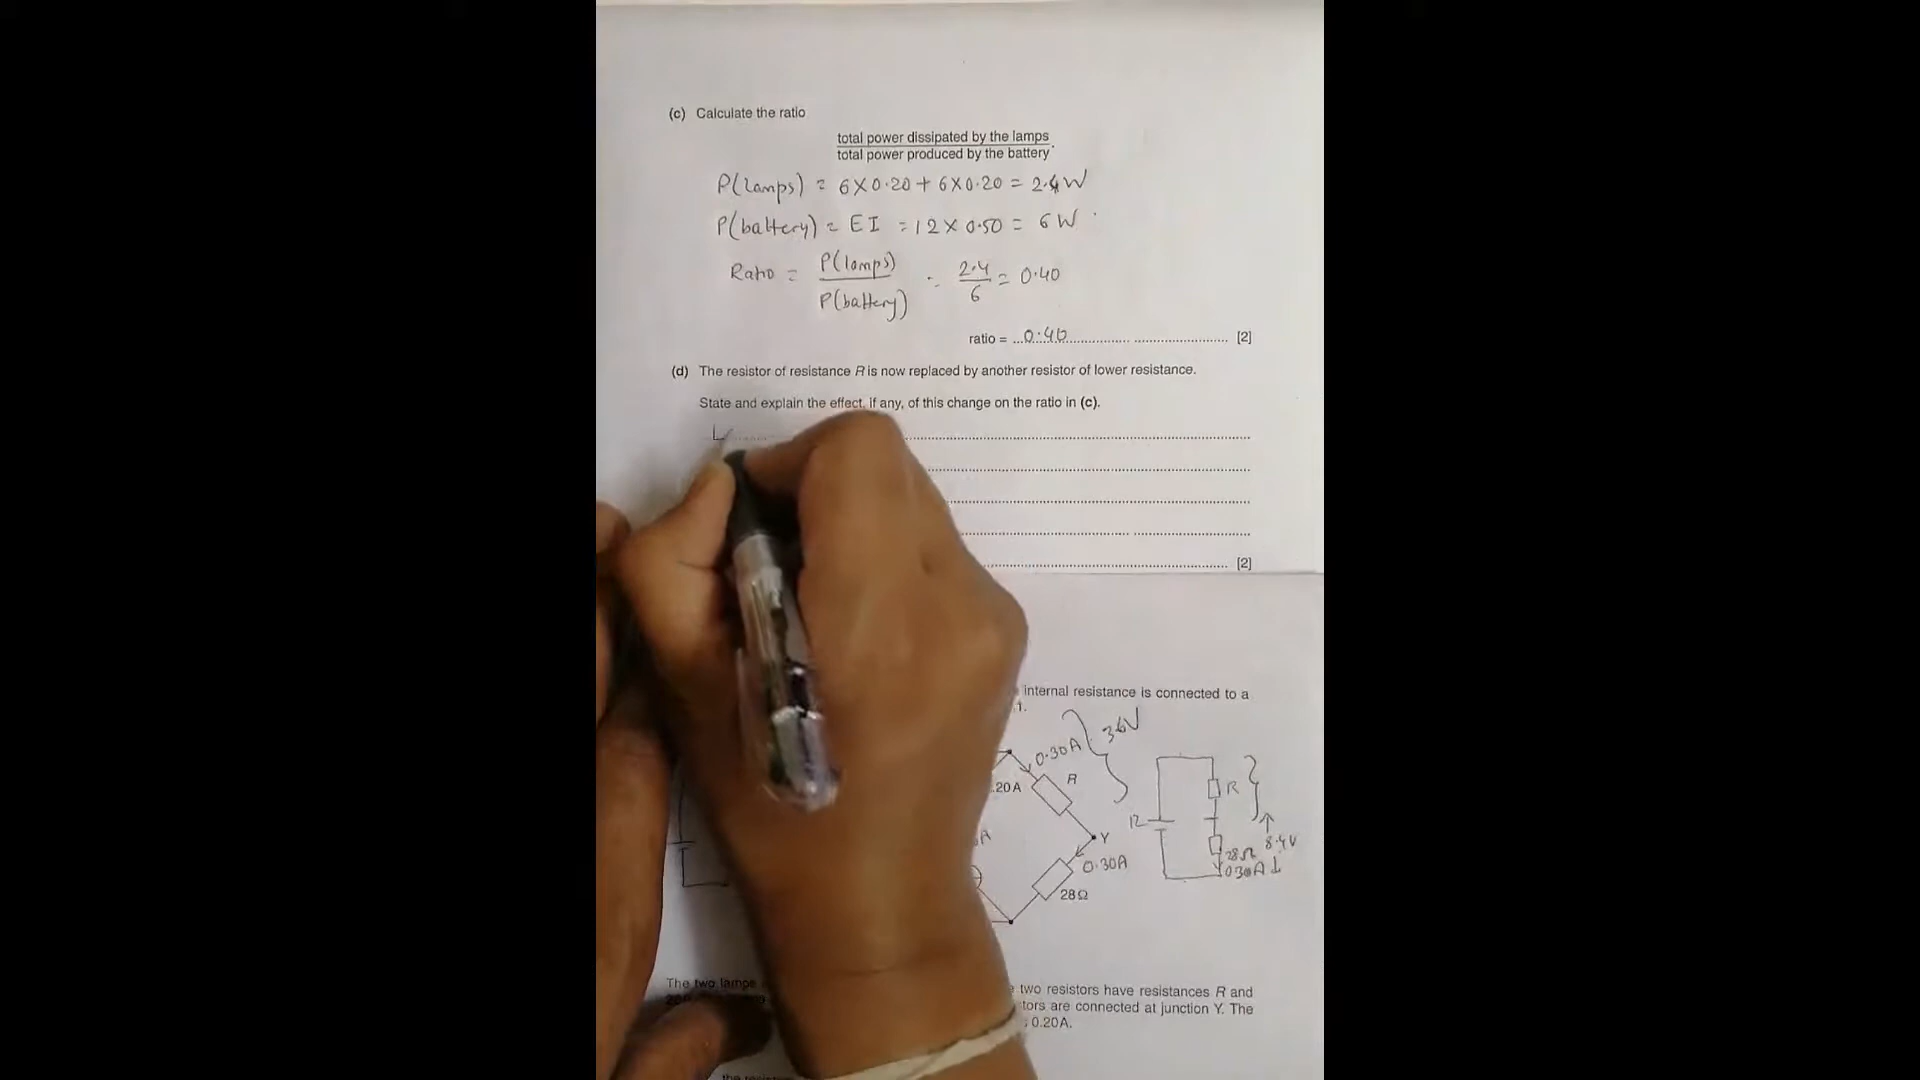 (c) Calculate the ratio
total power dissipated by the lamps
total power produced by the battery .
P(lamps) = 6 × 0.20 + 6 × 0.20 = 2.4 W
P(battery) = E I = 12 × 0.50 = 6 W
Ratio = P(lamps) / P(battery) = 2.4 / 6 = 0.40
ratio = ... 0.40 ... [2]
(d) The resistor of resistance R is now replaced by another resistor of lower resistance.
State and explain the effect, if any, of this change on the ratio in (c).
[2]
internal resistance is connected to a
1.
0.30A
3.6V
.20 A
R
Y
0.30A
28Ω
12
R
8.4V
28Ω
0.30A
The two lamps
two resistors have resistances R and
tors are connected at junction Y. The
0.20A.